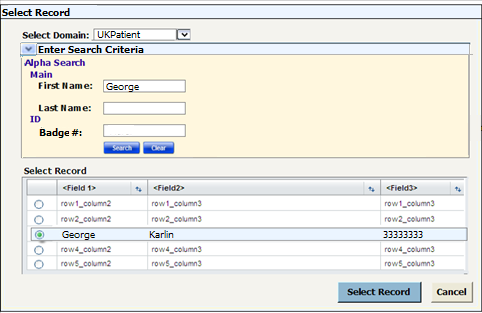 Select Record
Select Domain: UKPatient
Enter Search Criteria
Alpha Search
Main
First Name: George
Last Name:
ID
Badge #:
Search Clear
Select Record
<Field 1> <Field2> <Field3>
row1_column2 row1_column3 row1_column3
row2_column2 row2_column3 row2_column3
George Karlin 33333333
row4_column2 row4_column3 row4_column3
row5_column2 row5_column3 row5_column3
Select Record Cancel